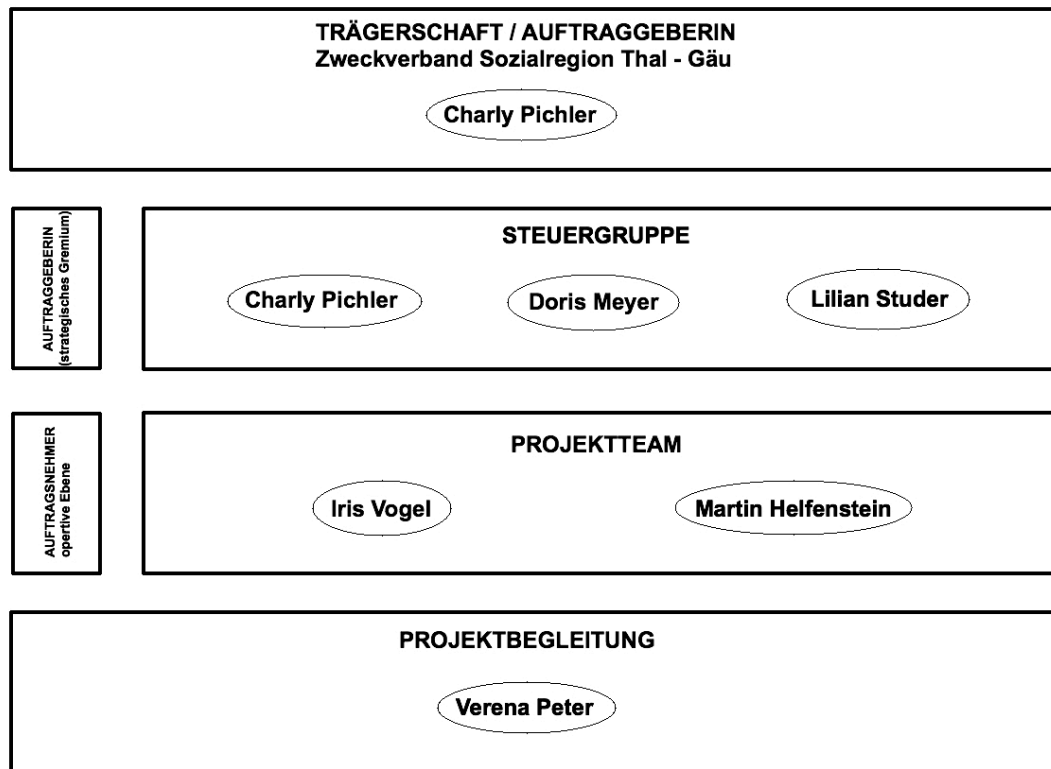 TRÄGERSCHAFT / AUFTRAGGEBERIN
Zweckverband Sozialregion Thal - Gäu
Charly Pichler
AUFTRAGGEBERIN
(strategisches Gremium)
STEUERGRUPPE
Charly Pichler
Doris Meyer
Lilian Studer
AUFTRAGSNEHMER
opertive Ebene
PROJEKTTEAM
Iris Vogel
Martin Helfenstein
PROJEKTBEGLEITUNG
Verena Peter